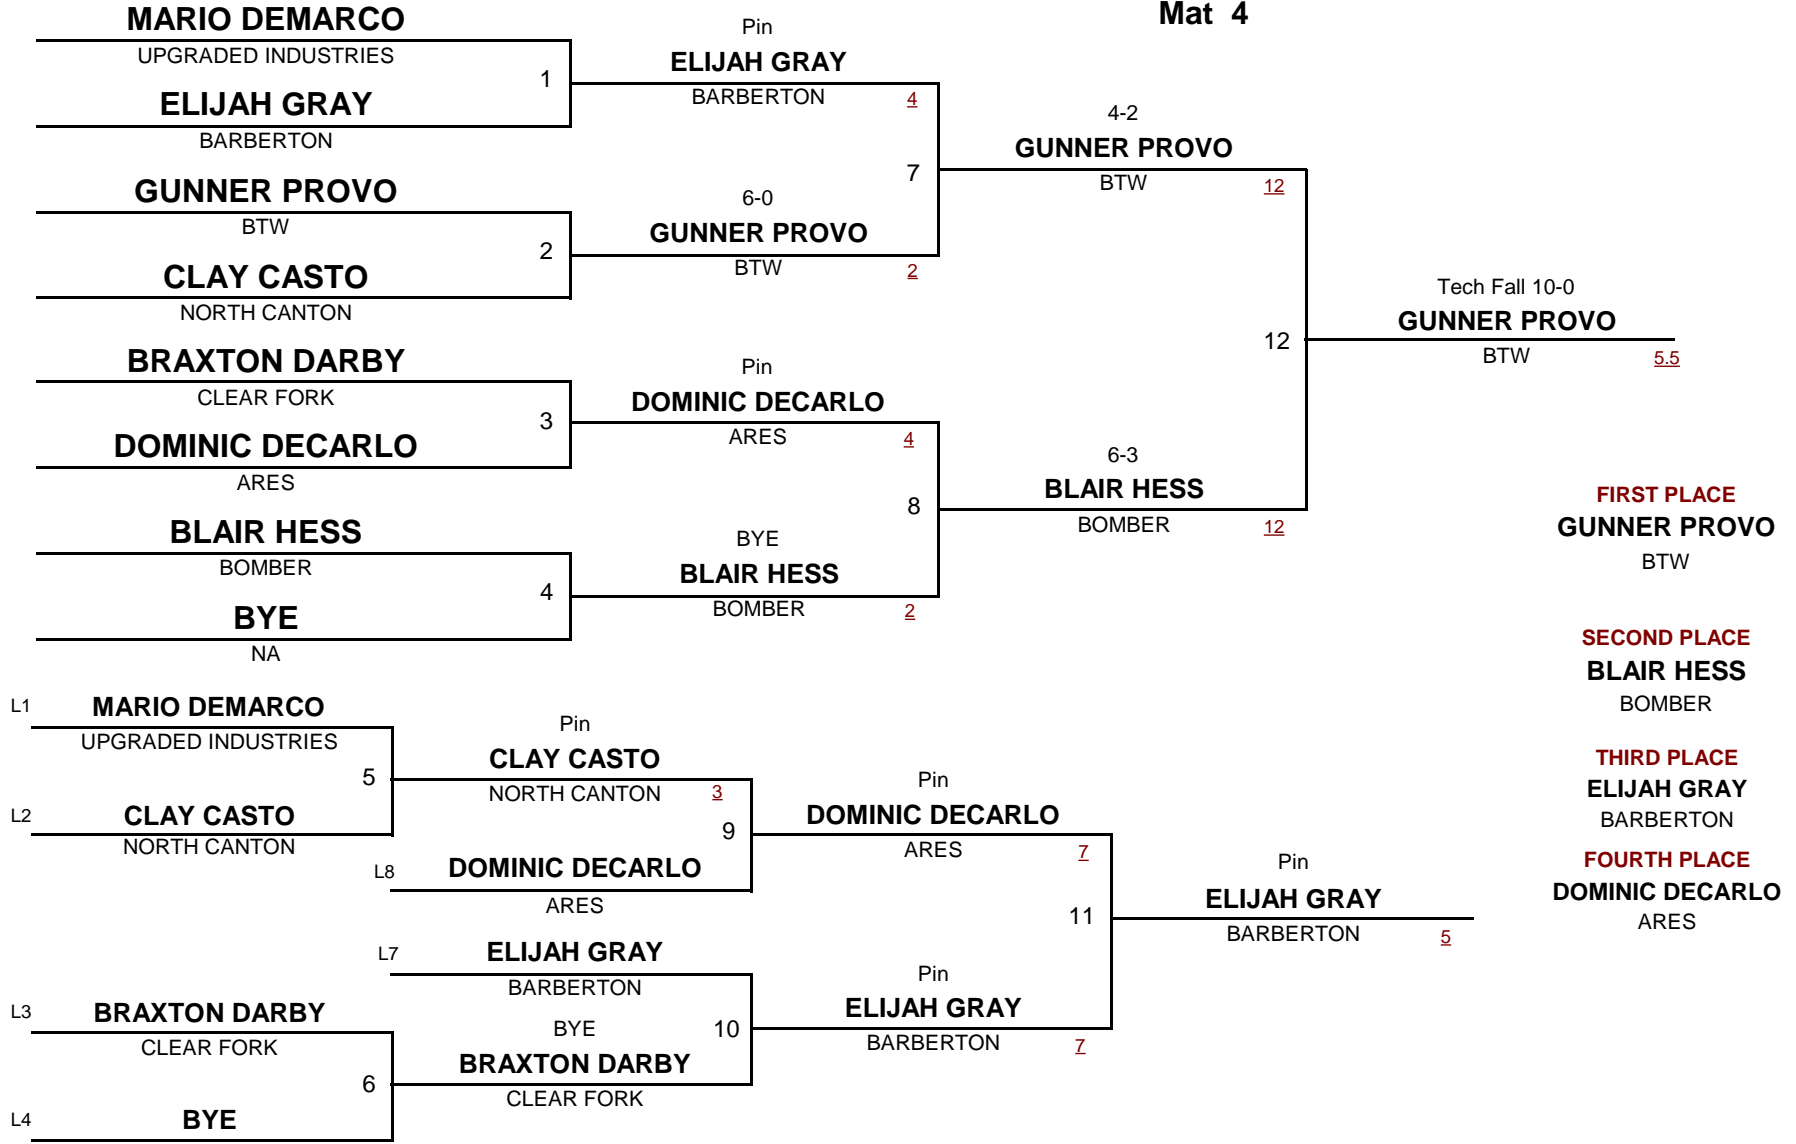 Mat 4
MARIO DEMARCO
UPGRADED INDUSTRIES
1
ELIJAH GRAY
BARBERTON
GUNNER PROVO
BTW
2
CLAY CASTO
NORTH CANTON
BRAXTON DARBY
CLEAR FORK
3
DOMINIC DECARLO
ARES
BLAIR HESS
BOMBER
4
BYE
NA
Pin
ELIJAH GRAY
BARBERTON 4
7
6-0
GUNNER PROVO
BTW 2
Pin
DOMINIC DECARLO
ARES 4
8
BYE
BLAIR HESS
BOMBER 2
4-2
GUNNER PROVO
BTW 12
12
6-3
BLAIR HESS
BOMBER 12
Tech Fall 10-0
GUNNER PROVO
BTW 5.5
FIRST PLACE
GUNNER PROVO
BTW
SECOND PLACE
BLAIR HESS
BOMBER
THIRD PLACE
ELIJAH GRAY
BARBERTON
FOURTH PLACE
DOMINIC DECARLO
ARES
L1 MARIO DEMARCO
UPGRADED INDUSTRIES
5
L2 CLAY CASTO
NORTH CANTON
L3 BRAXTON DARBY
CLEAR FORK
6
L4 BYE
Pin
CLAY CASTO
NORTH CANTON 3
9
L8 DOMINIC DECARLO
ARES
L7 ELIJAH GRAY
BARBERTON
10
BYE
BRAXTON DARBY
CLEAR FORK
Pin
DOMINIC DECARLO
ARES 7
11
Pin
ELIJAH GRAY
BARBERTON 7
Pin
ELIJAH GRAY
BARBERTON 5